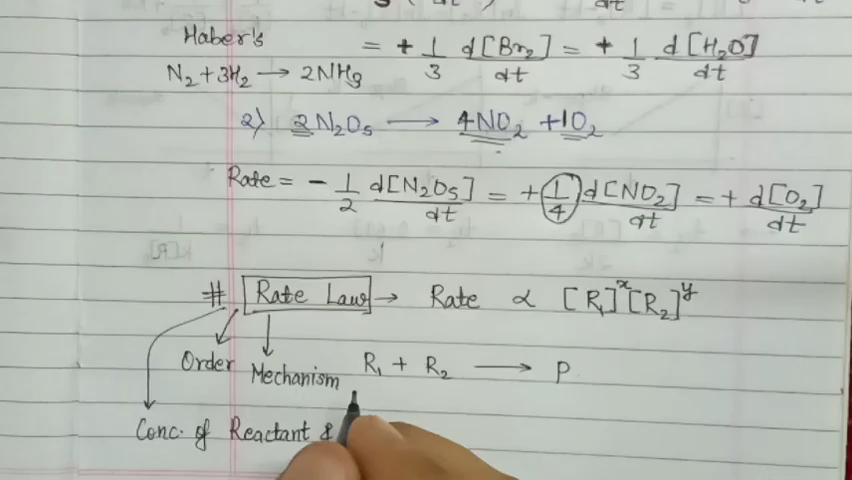 Haber's = + 1/3 d[Br₂]/dt = + 1/3 d[H₂O]/dt
N₂ + 3H₂ → 2NH₃
2) 2N₂O₅ → 4NO₂ + 1O₂
Rate = - 1/2 d[N₂O₅]/dt = + 1/4 d[NO₂]/dt = + d[O₂]/dt
# Rate Law → Rate ∝ [R₁]ˣ[R₂]ʸ
Order Mechanism R₁ + R₂ → P
Conc. of Reactant &